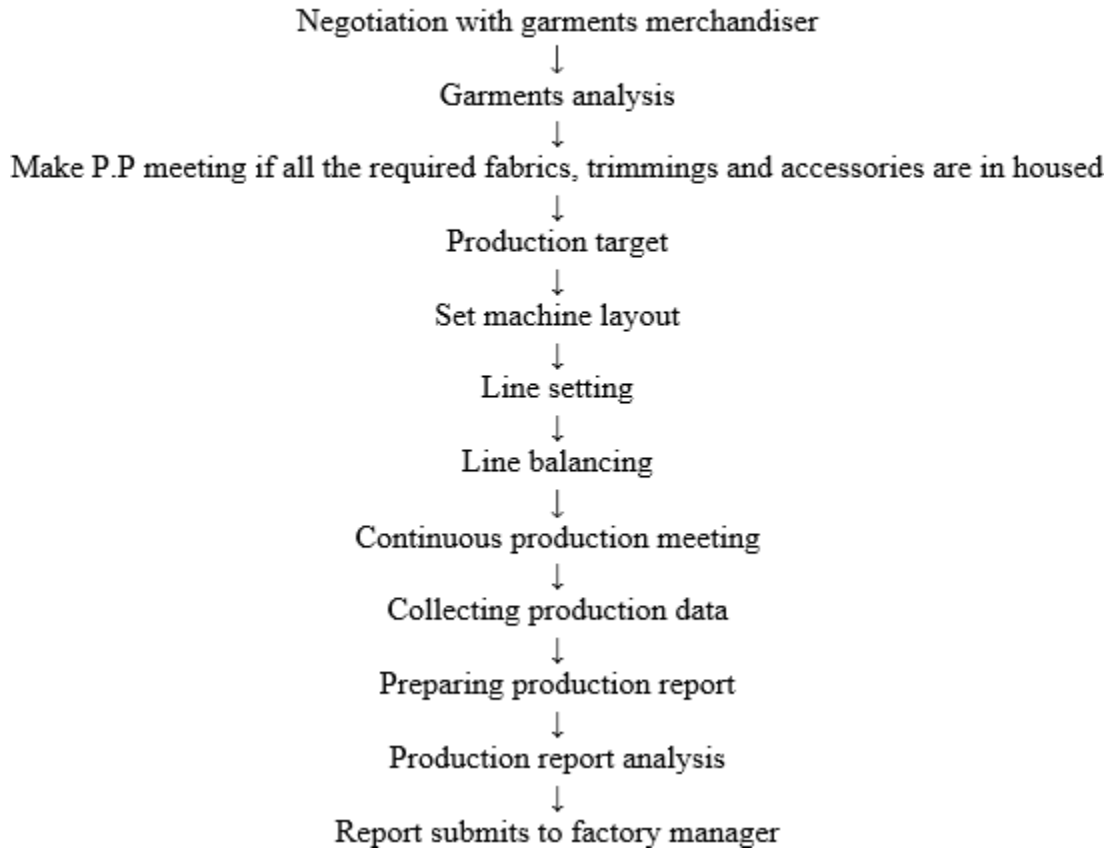 Negotiation with garments merchandiser
↓
Garments analysis
↓
Make P.P meeting if all the required fabrics, trimmings and accessories are in housed
↓
Production target
↓
Set machine layout
↓
Line setting
↓
Line balancing
↓
Continuous production meeting
↓
Collecting production data
↓
Preparing production report
↓
Production report analysis
↓
Report submits to factory manager